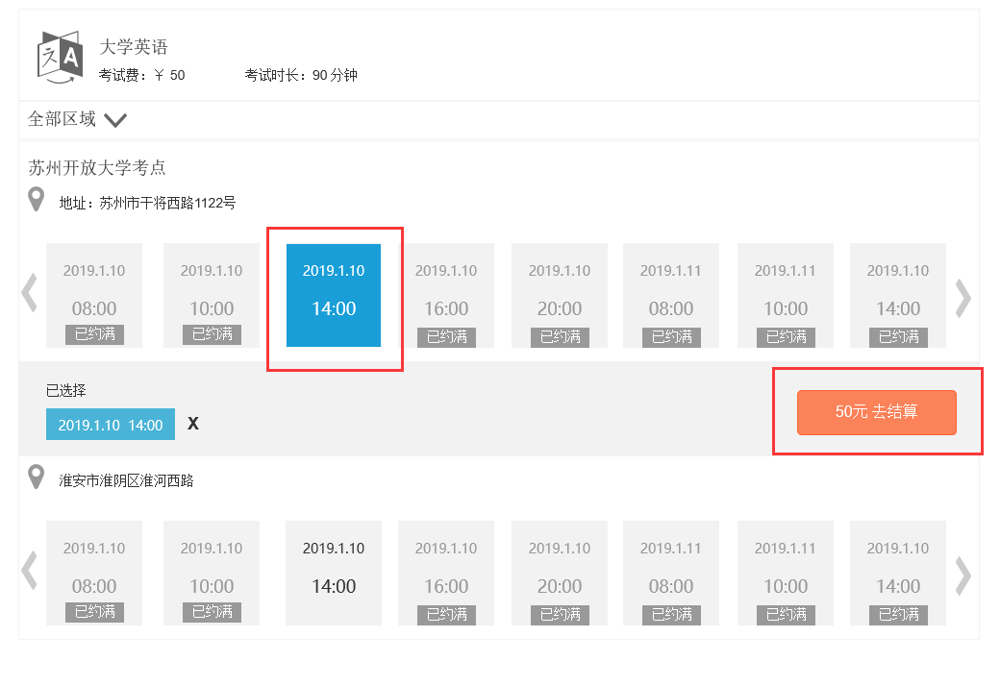 大学英语
考试费：￥ 50 考试时长：90 分钟
全部区域
苏州开放大学考点
地址：苏州市干将西路1122号
2019.1.10 2019.1.10 2019.1.10 2019.1.10 2019.1.10 2019.1.11 2019.1.11 2019.1.10
08:00 10:00 14:00 16:00 20:00 08:00 10:00 14:00
已约满 已约满 已约满 已约满 已约满 已约满 已约满
已选择
2019.1.10 14:00 X
50元 去结算
淮安市淮阴区淮河西路
2019.1.10 2019.1.10 2019.1.10 2019.1.10 2019.1.10 2019.1.11 2019.1.11 2019.1.10
08:00 10:00 14:00 16:00 20:00 08:00 10:00 14:00
已约满 已约满 已约满 已约满 已约满 已约满 已约满